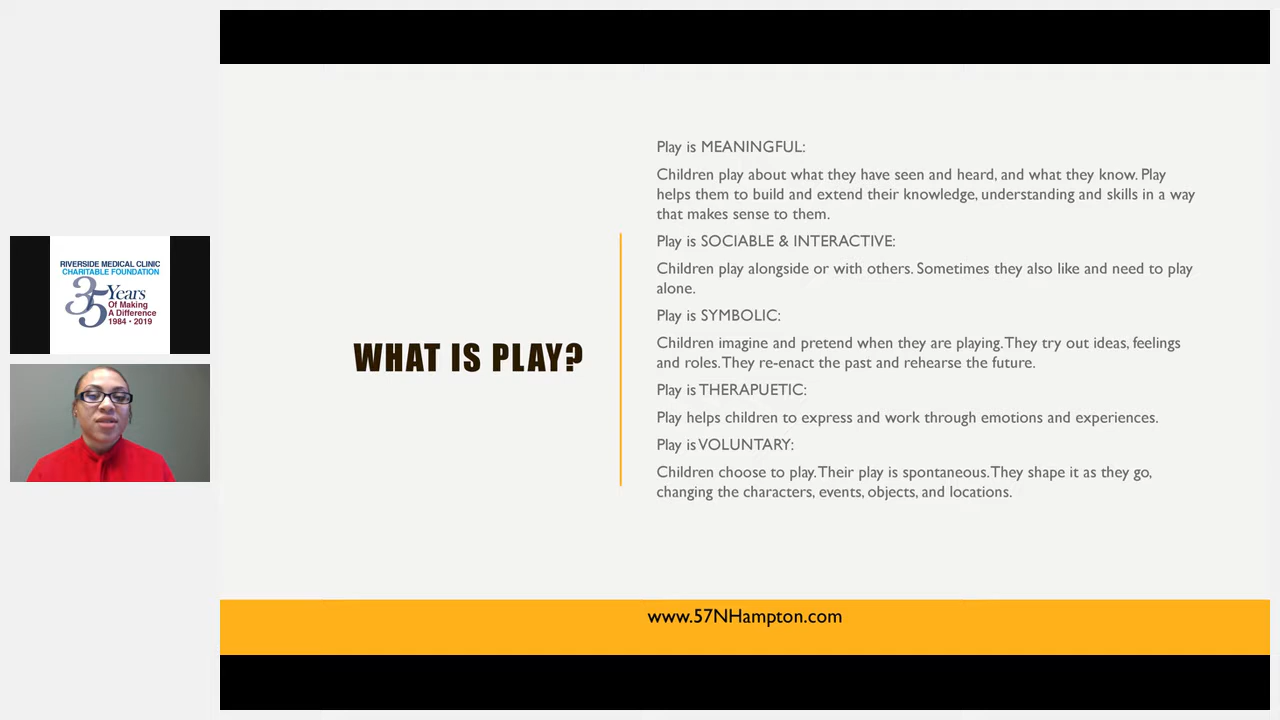 RIVERSIDE MEDICAL CLINIC
CHARITABLE FOUNDATION
35 Years
Of Making
A Difference
1984 • 2019
WHAT IS PLAY?
Play is MEANINGFUL:
Children play about what they have seen and heard, and what they know. Play
helps them to build and extend their knowledge, understanding and skills in a way
that makes sense to them.
Play is SOCIABLE & INTERACTIVE:
Children play alongside or with others. Sometimes they also like and need to play
alone.
Play is SYMBOLIC:
Children imagine and pretend when they are playing. They try out ideas, feelings
and roles. They re-enact the past and rehearse the future.
Play is THERAPUETIC:
Play helps children to express and work through emotions and experiences.
Play is VOLUNTARY:
Children choose to play. Their play is spontaneous. They shape it as they go,
changing the characters, events, objects, and locations.
www.57NHampton.com